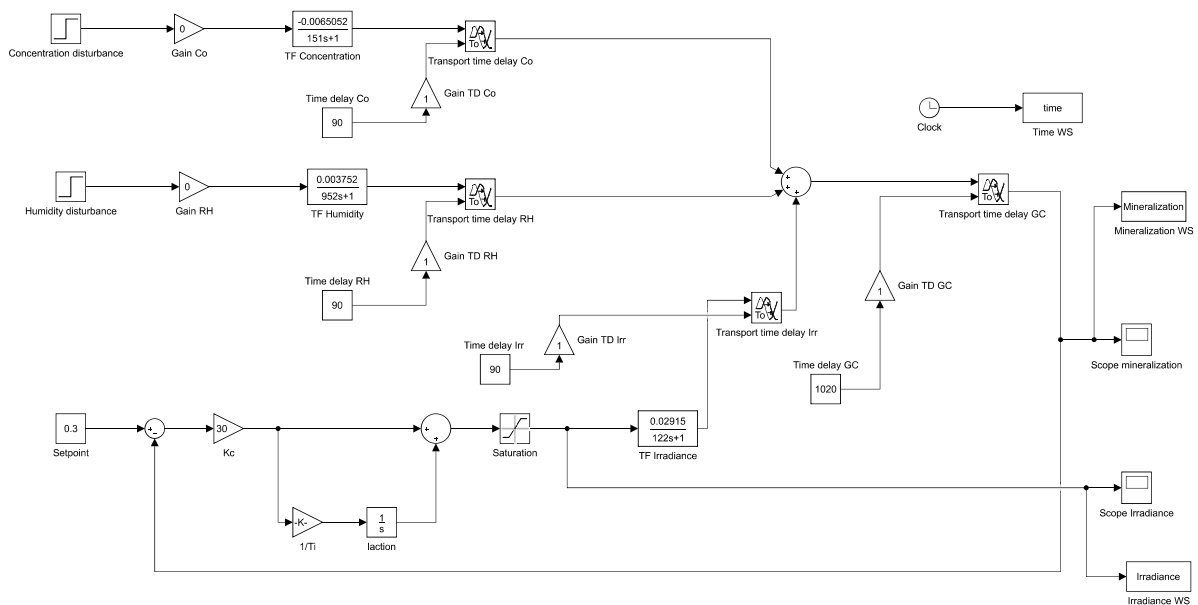 Concentration disturbance
0
Gain Co
-0.0065052
151s+1
TF Concentration
To
Transport time delay Co
Time delay Co
90
1
Gain TD Co
Clock
time
Time WS
Humidity disturbance
0
Gain RH
0.003752
952s+1
TF Humidity
To
Transport time delay RH
Time delay RH
90
1
Gain TD RH
+
+
+
To
Transport time delay GC
1
Gain TD GC
Time delay GC
1020
Mineralization
Mineralization WS
Scope mineralization
Time delay Irr
90
1
Gain TD Irr
To
Transport time delay Irr
0.3
Setpoint
+
−
30
Kc
+
+
Saturation
0.02915
122s+1
TF Irradiance
-K-
1/Ti
1
s
Iaction
Scope Irradiance
Irradiance
Irradiance WS